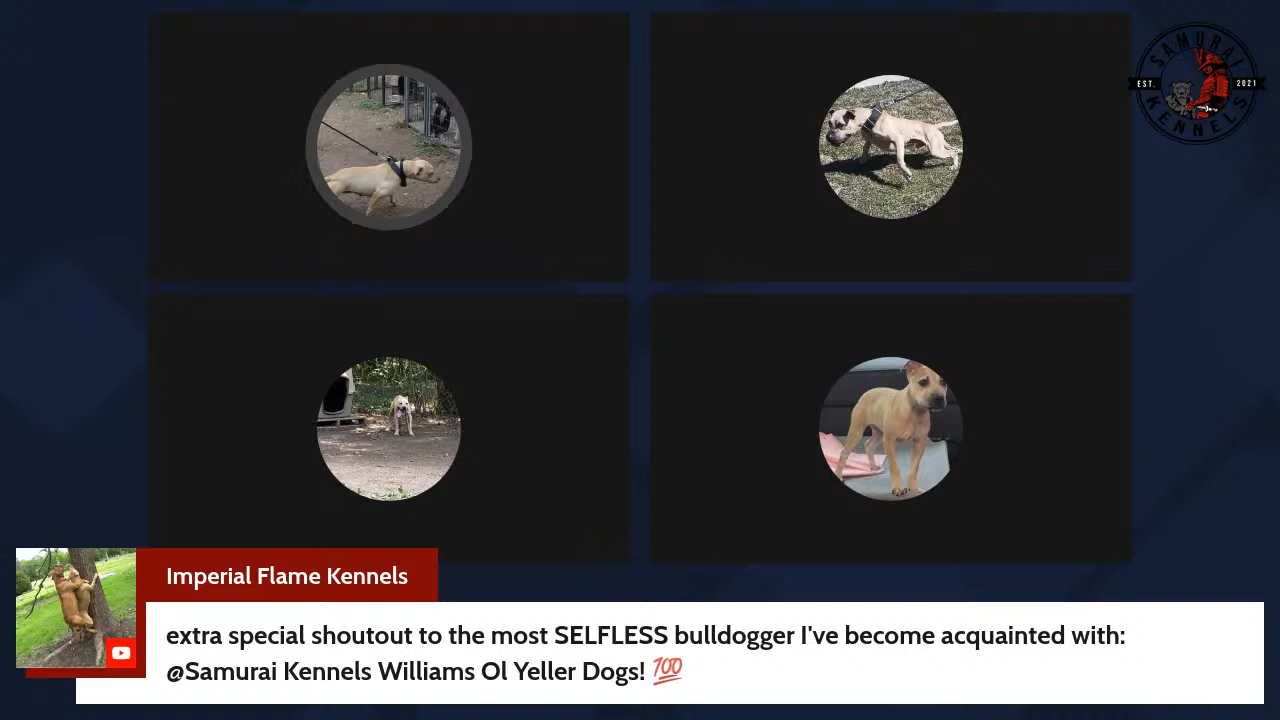 SAMURAI
EST. 2021
KENNELS
Imperial Flame Kennels
extra special shoutout to the most SELFLESS bulldogger I've become acquainted with:
@Samurai Kennels Williams Ol Yeller Dogs! 💯